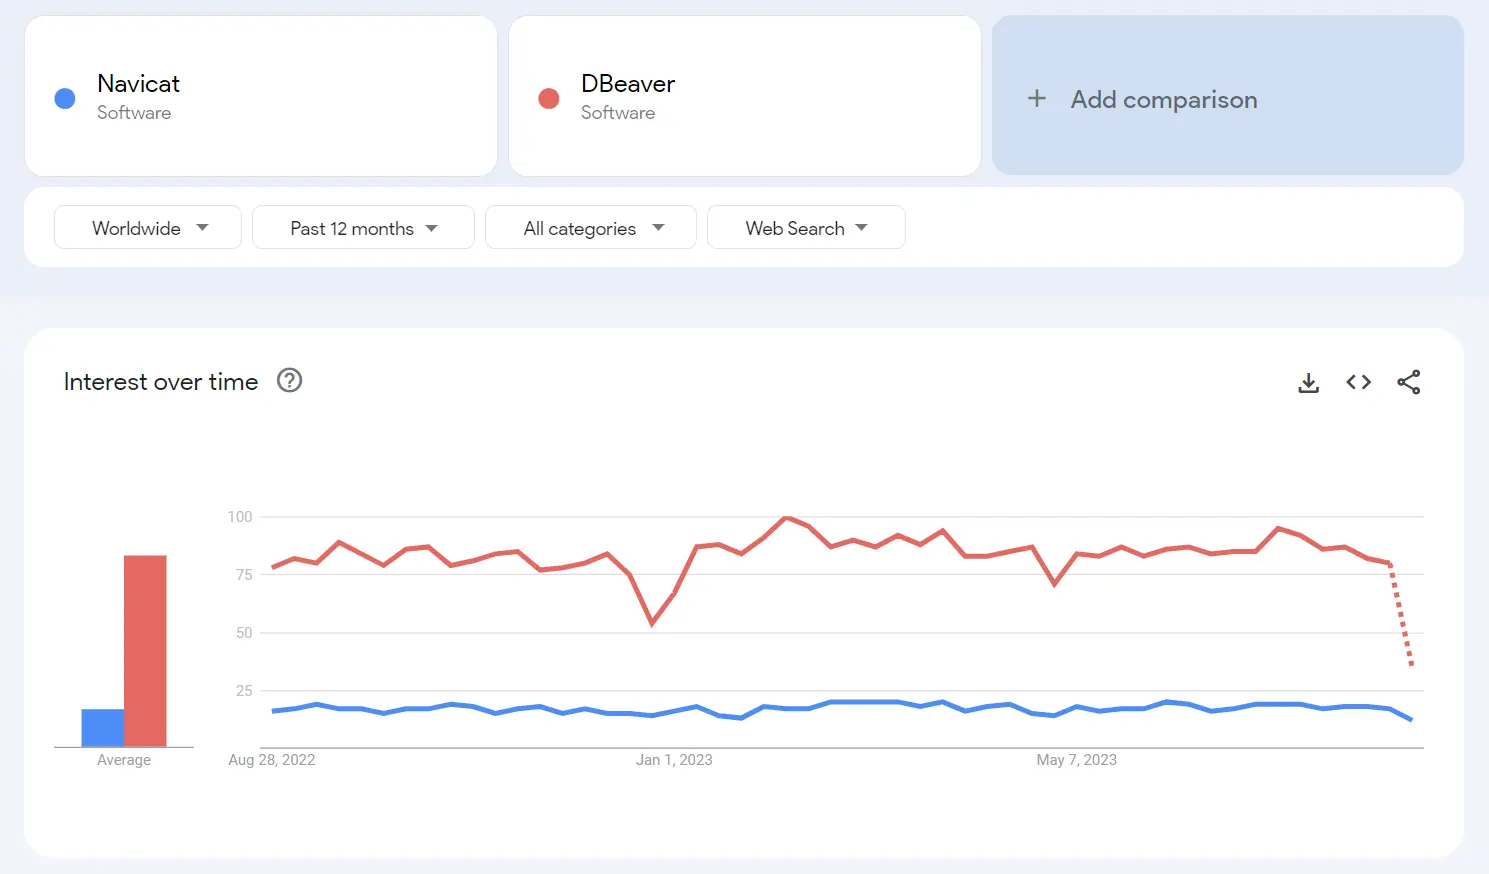 Navicat
Software
DBeaver
Software
+ Add comparison
Worldwide
Past 12 months
All categories
Web Search
Interest over time ?
100
75
50
25
Average
Aug 28, 2022
Jan 1, 2023
May 7, 2023